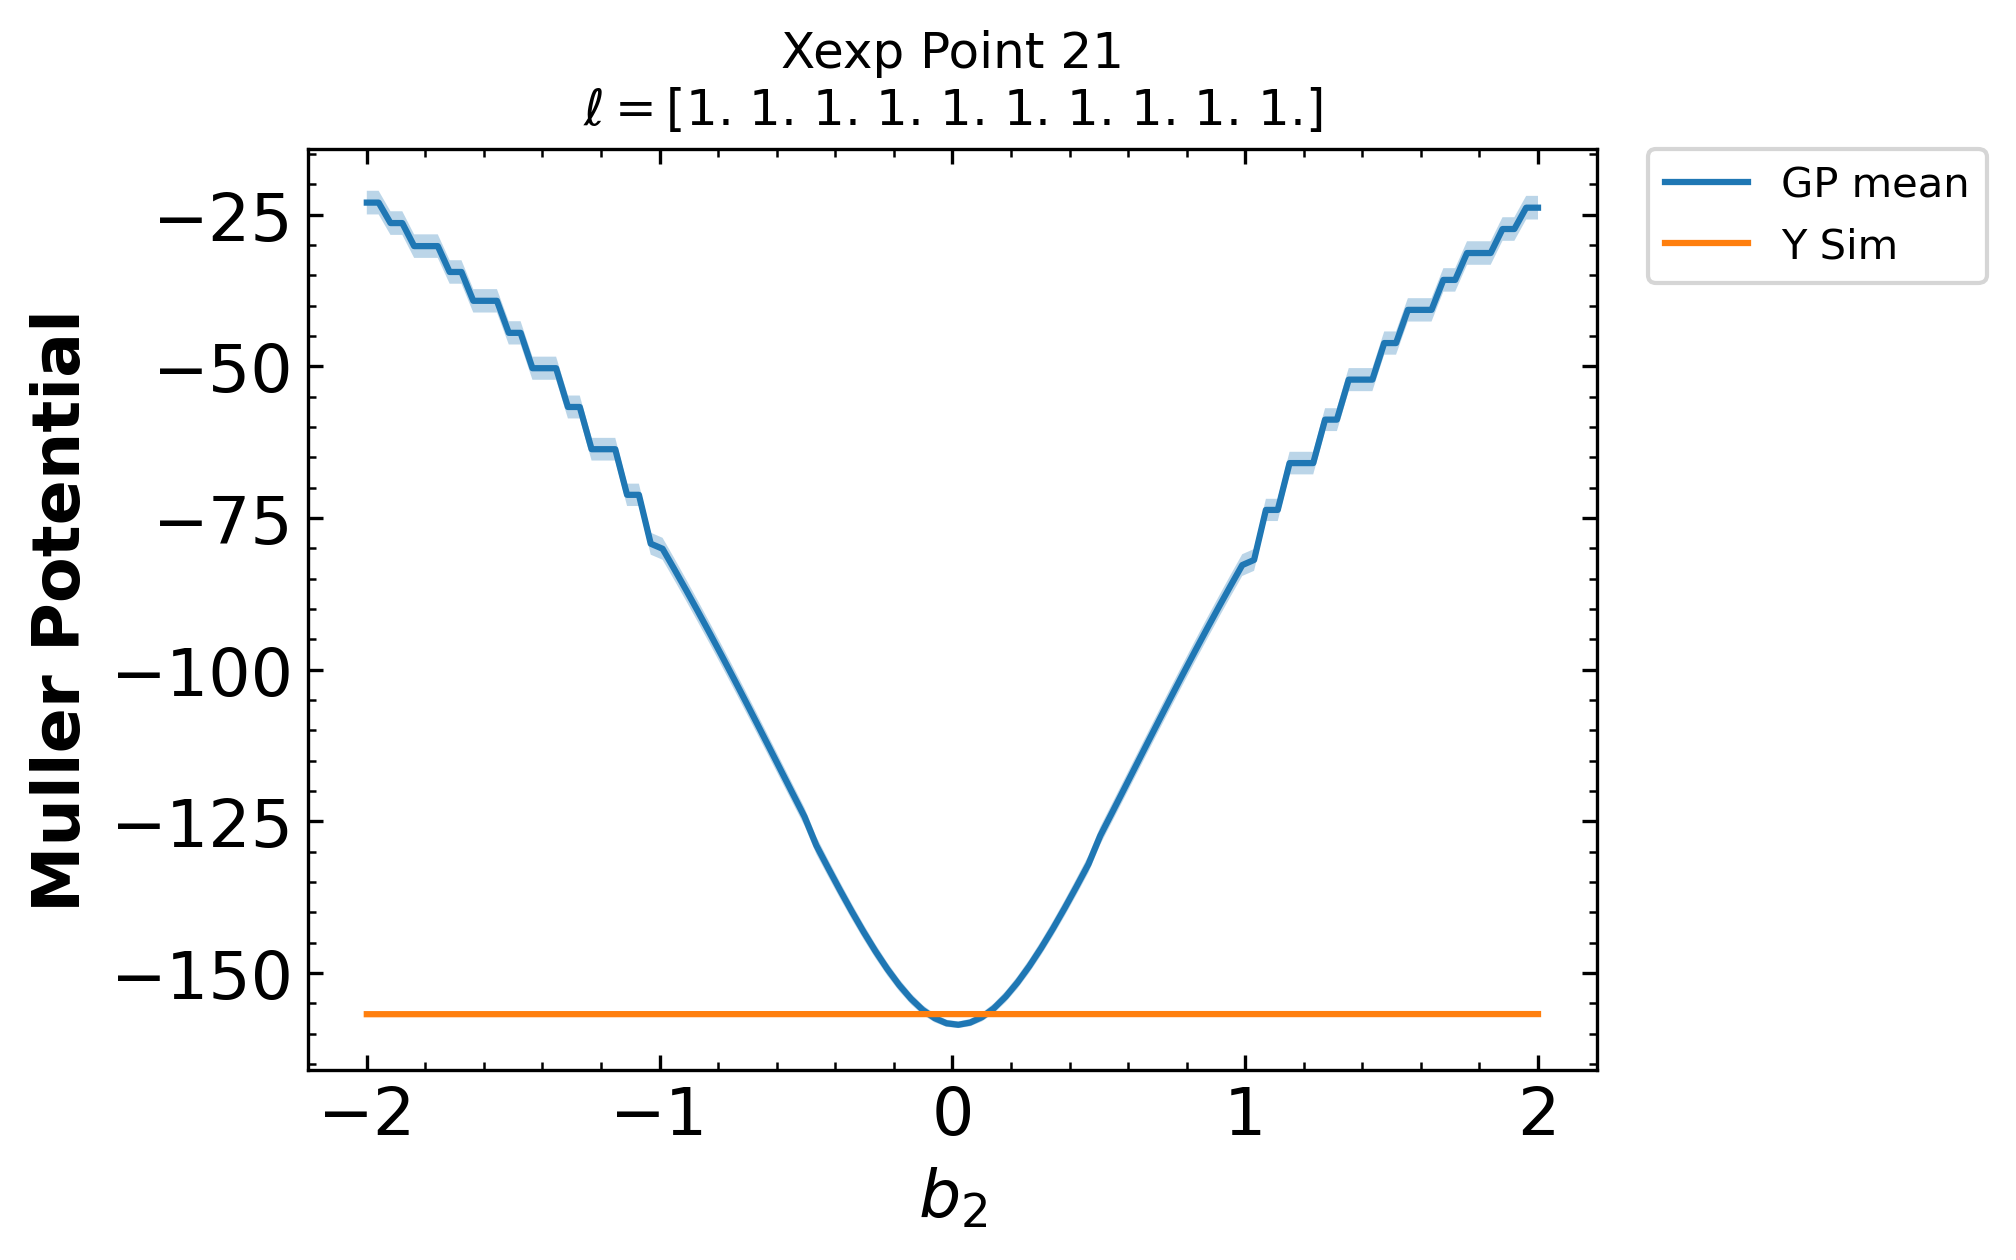 Xexp Point 21
ℓ = [1. 1. 1. 1. 1. 1. 1. 1. 1. 1.]
GP mean
Y Sim
Muller Potential
−25
−50
−75
−100
−125
−150
−2
−1
0
1
2
b₂